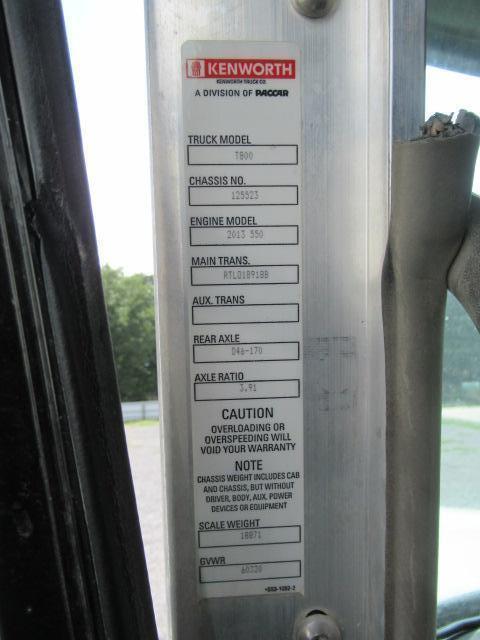 KENWORTH
KENWORTH TRUCK CO.
A DIVISION OF PACCAR
TRUCK MODEL
T800
CHASSIS NO.
125523
ENGINE MODEL
2013 550
MAIN TRANS.
RTLO18918B
AUX. TRANS
REAR AXLE
D46-170
AXLE RATIO
3.91
CAUTION
OVERLOADING OR
OVERSPEEDING WILL
VOID YOUR WARRANTY
NOTE
CHASSIS WEIGHT INCLUDES CAB
AND CHASSIS, BUT WITHOUT
DRIVER, BODY, AUX. POWER
DEVICES OR EQUIPMENT
SCALE WEIGHT
18871
GVWR
60320